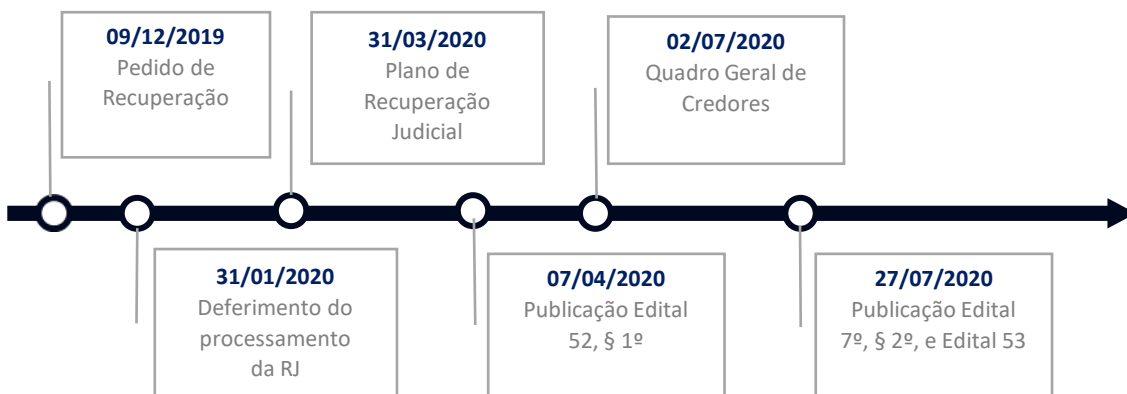 09/12/2019
Pedido de
Recuperação
31/03/2020
Plano de
Recuperação
Judicial
02/07/2020
Quadro Geral de
Credores
31/01/2020
Deferimento do
processamento
da RJ
07/04/2020
Publicação Edital
52, § 1º
27/07/2020
Publicação Edital
7º, § 2º, e Edital 53